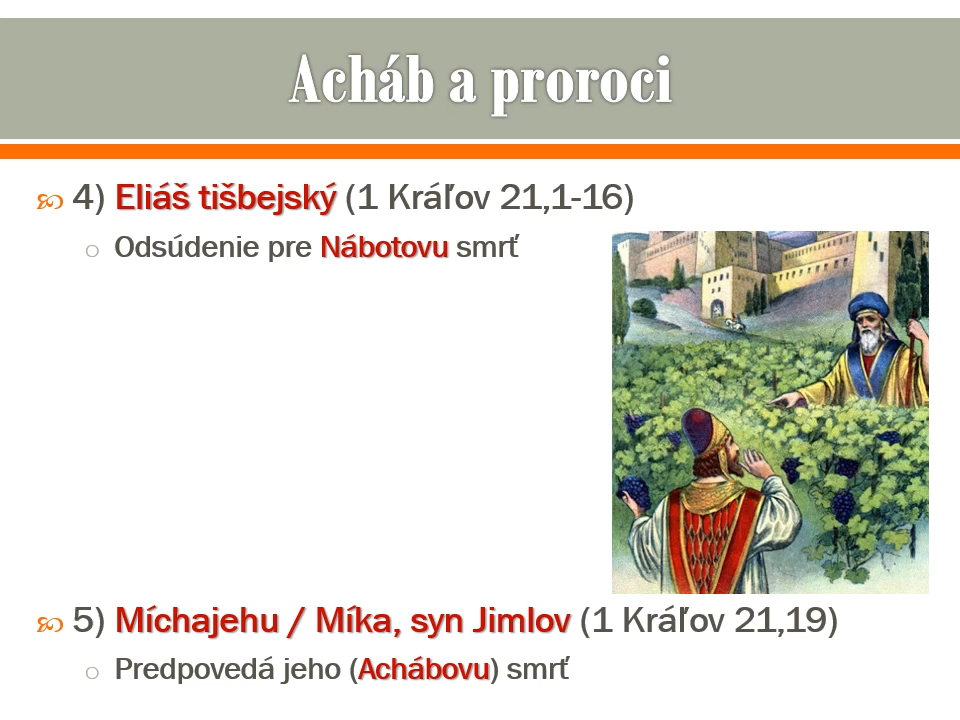 Acháb a proroci
4) Eliáš tišbejský (1 Kráľov 21,1-16)
o Odsúdenie pre Nábotovu smrť
5) Míchajehu / Míka, syn Jimlov (1 Kráľov 21,19)
o Predpovedá jeho (Achábovu) smrť